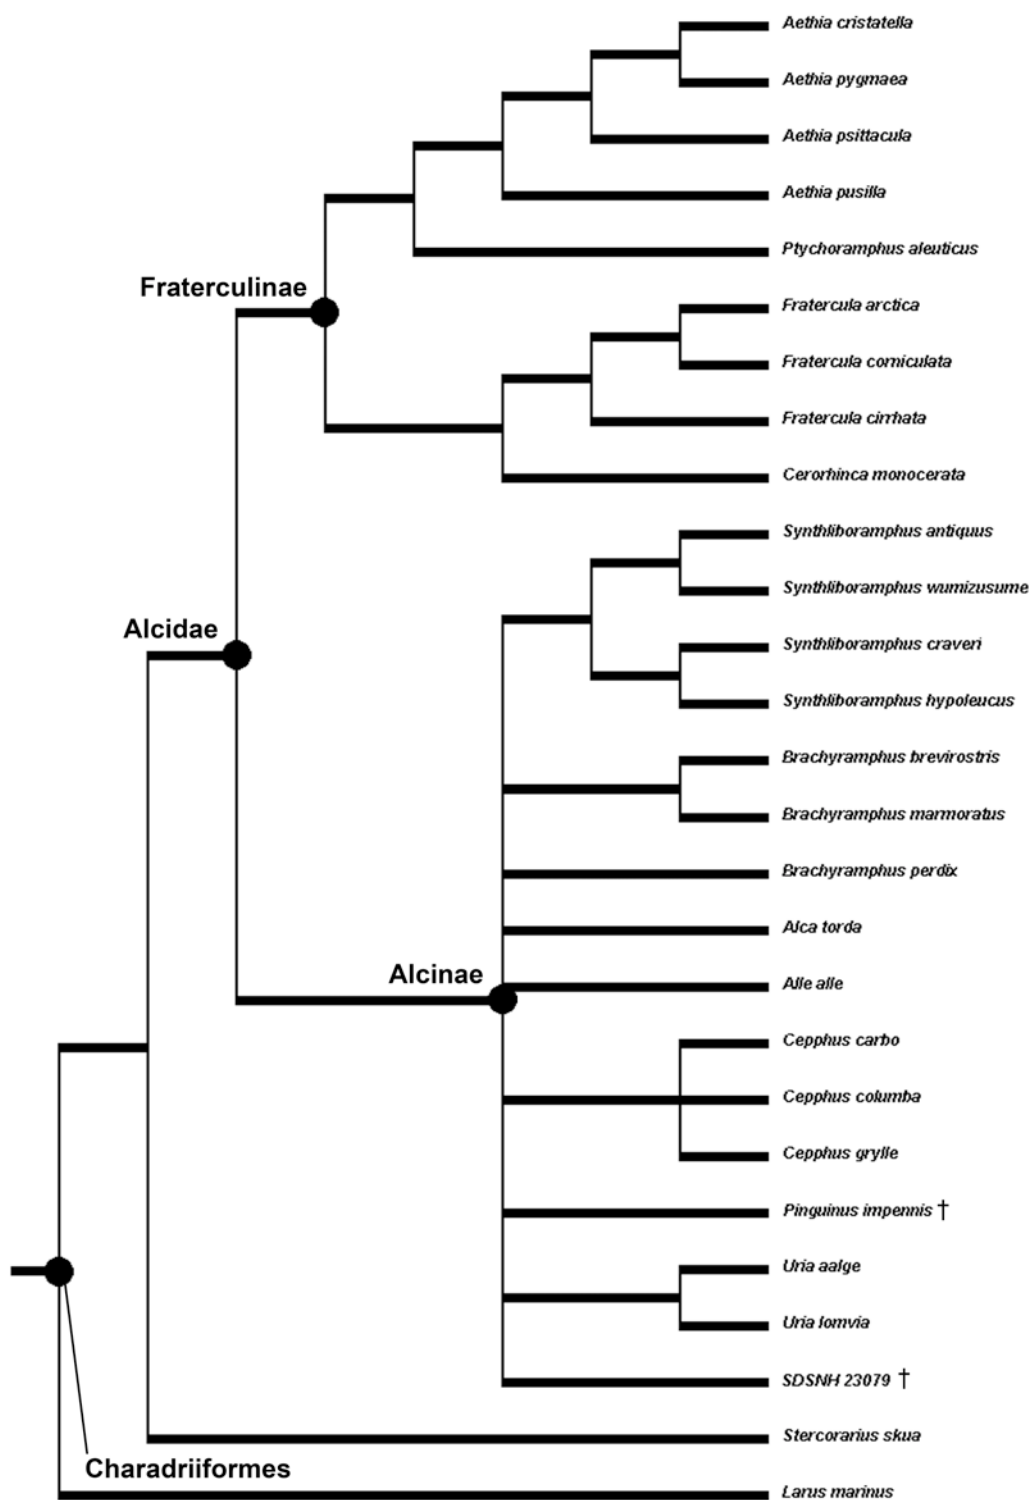 Aethia cristatella
Aethia pygmaea
Aethia psittacula
Aethia pusilla
Ptychoramphus aleuticus
Fraterculinae
Fratercula arctica
Fratercula corniculata
Fratercula cirrhata
Cerorhinca monocerata
Synthliboramphus antiquus
Synthliboramphus wumizusume
Alcidae
Synthliboramphus craveri
Synthliboramphus hypoleucus
Brachyramphus brevirostris
Brachyramphus marmoratus
Brachyramphus perdix
Alca torda
Alcinae
Alle alle
Cepphus carbo
Cepphus columba
Cepphus grylle
Pinguinus impennis †
Uria aalge
Uria lomvia
SDSNH 23079 †
Stercorarius skua
Charadriiformes
Larus marinus